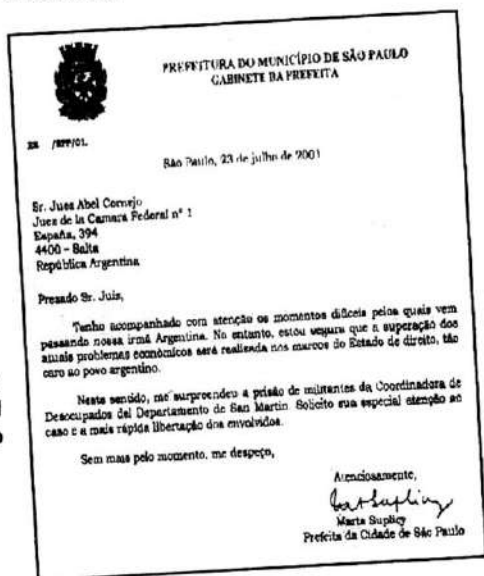 PREFEITURA DO MUNICÍPIO DE SÃO PAULO
GABINETE DA PREFEITA
São Paulo, 23 de julho de 2001
Sr. Jues Abel Cornejo
Jues de la Camara Federal nº 1
España, 394
4400 - Salta
República Argentina
Prezado Sr. Juis,
Tenho acompanhado com atenção os momentos difíceis pelos quais vem
passando nossa irmã Argentina. No entanto, estou segura que a superação dos
atuais problemas econômicos será realizada nos marcos do Estado de direito, tão
caro ao povo argentino.
Neste sentido, me surpreendeu a prisão de militantes da Coordinadora de
Desocupados del Departamento de San Martin. Solicito sua especial atenção ao
caso e a mais rápida libertação dos envolvidos.
Sem mais pelo momento, me despeço,
Atenciosamente,
Marta Suplicy
Prefeita da Cidade de São Paulo